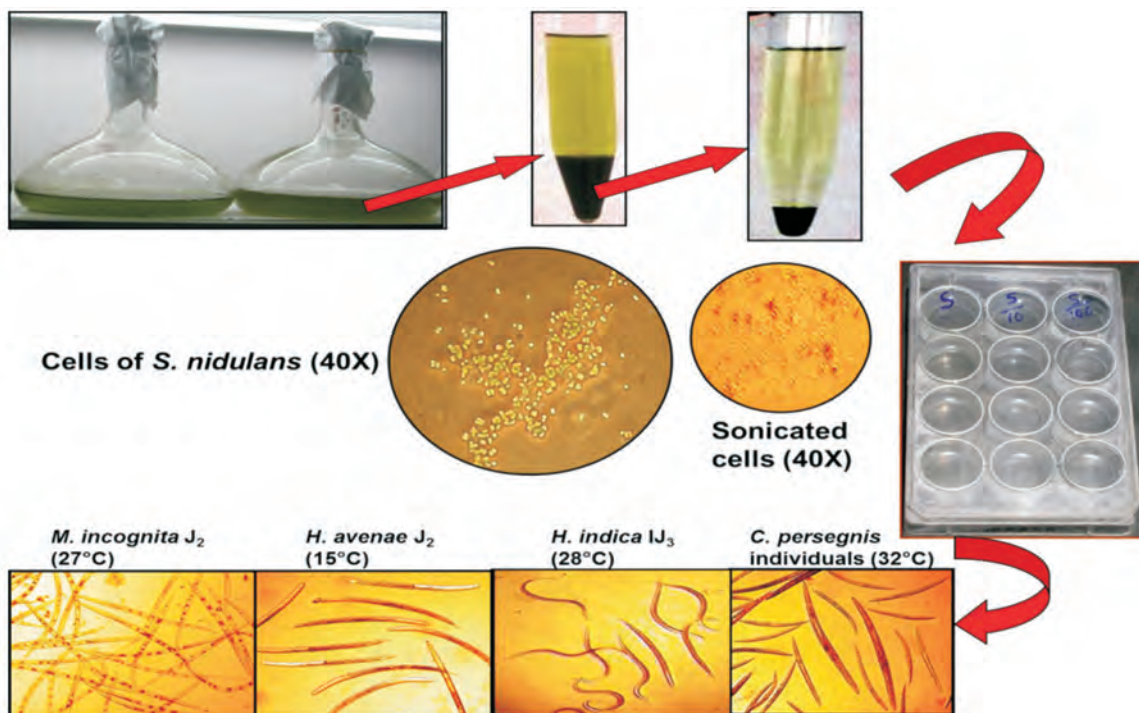 Cells of S. nidulans (40X)
Sonicated
cells (40X)
S
S/10
S/100
M. incognita J₂
(27°C)
H. avenae J₂
(15°C)
H. indica IJ₃
(28°C)
C. persegnis
individuals (32°C)